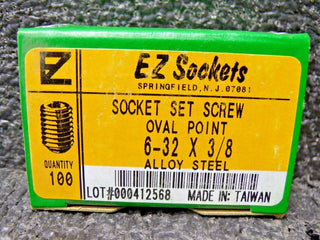 EZ
EZ Sockets
SPRINGFIELD, N.J. 07081
SOCKET SET SCREW
OVAL POINT
6-32 X 3/8
ALLOY STEEL
QUANTITY
100
LOT#000412568 MADE IN: TAIWAN